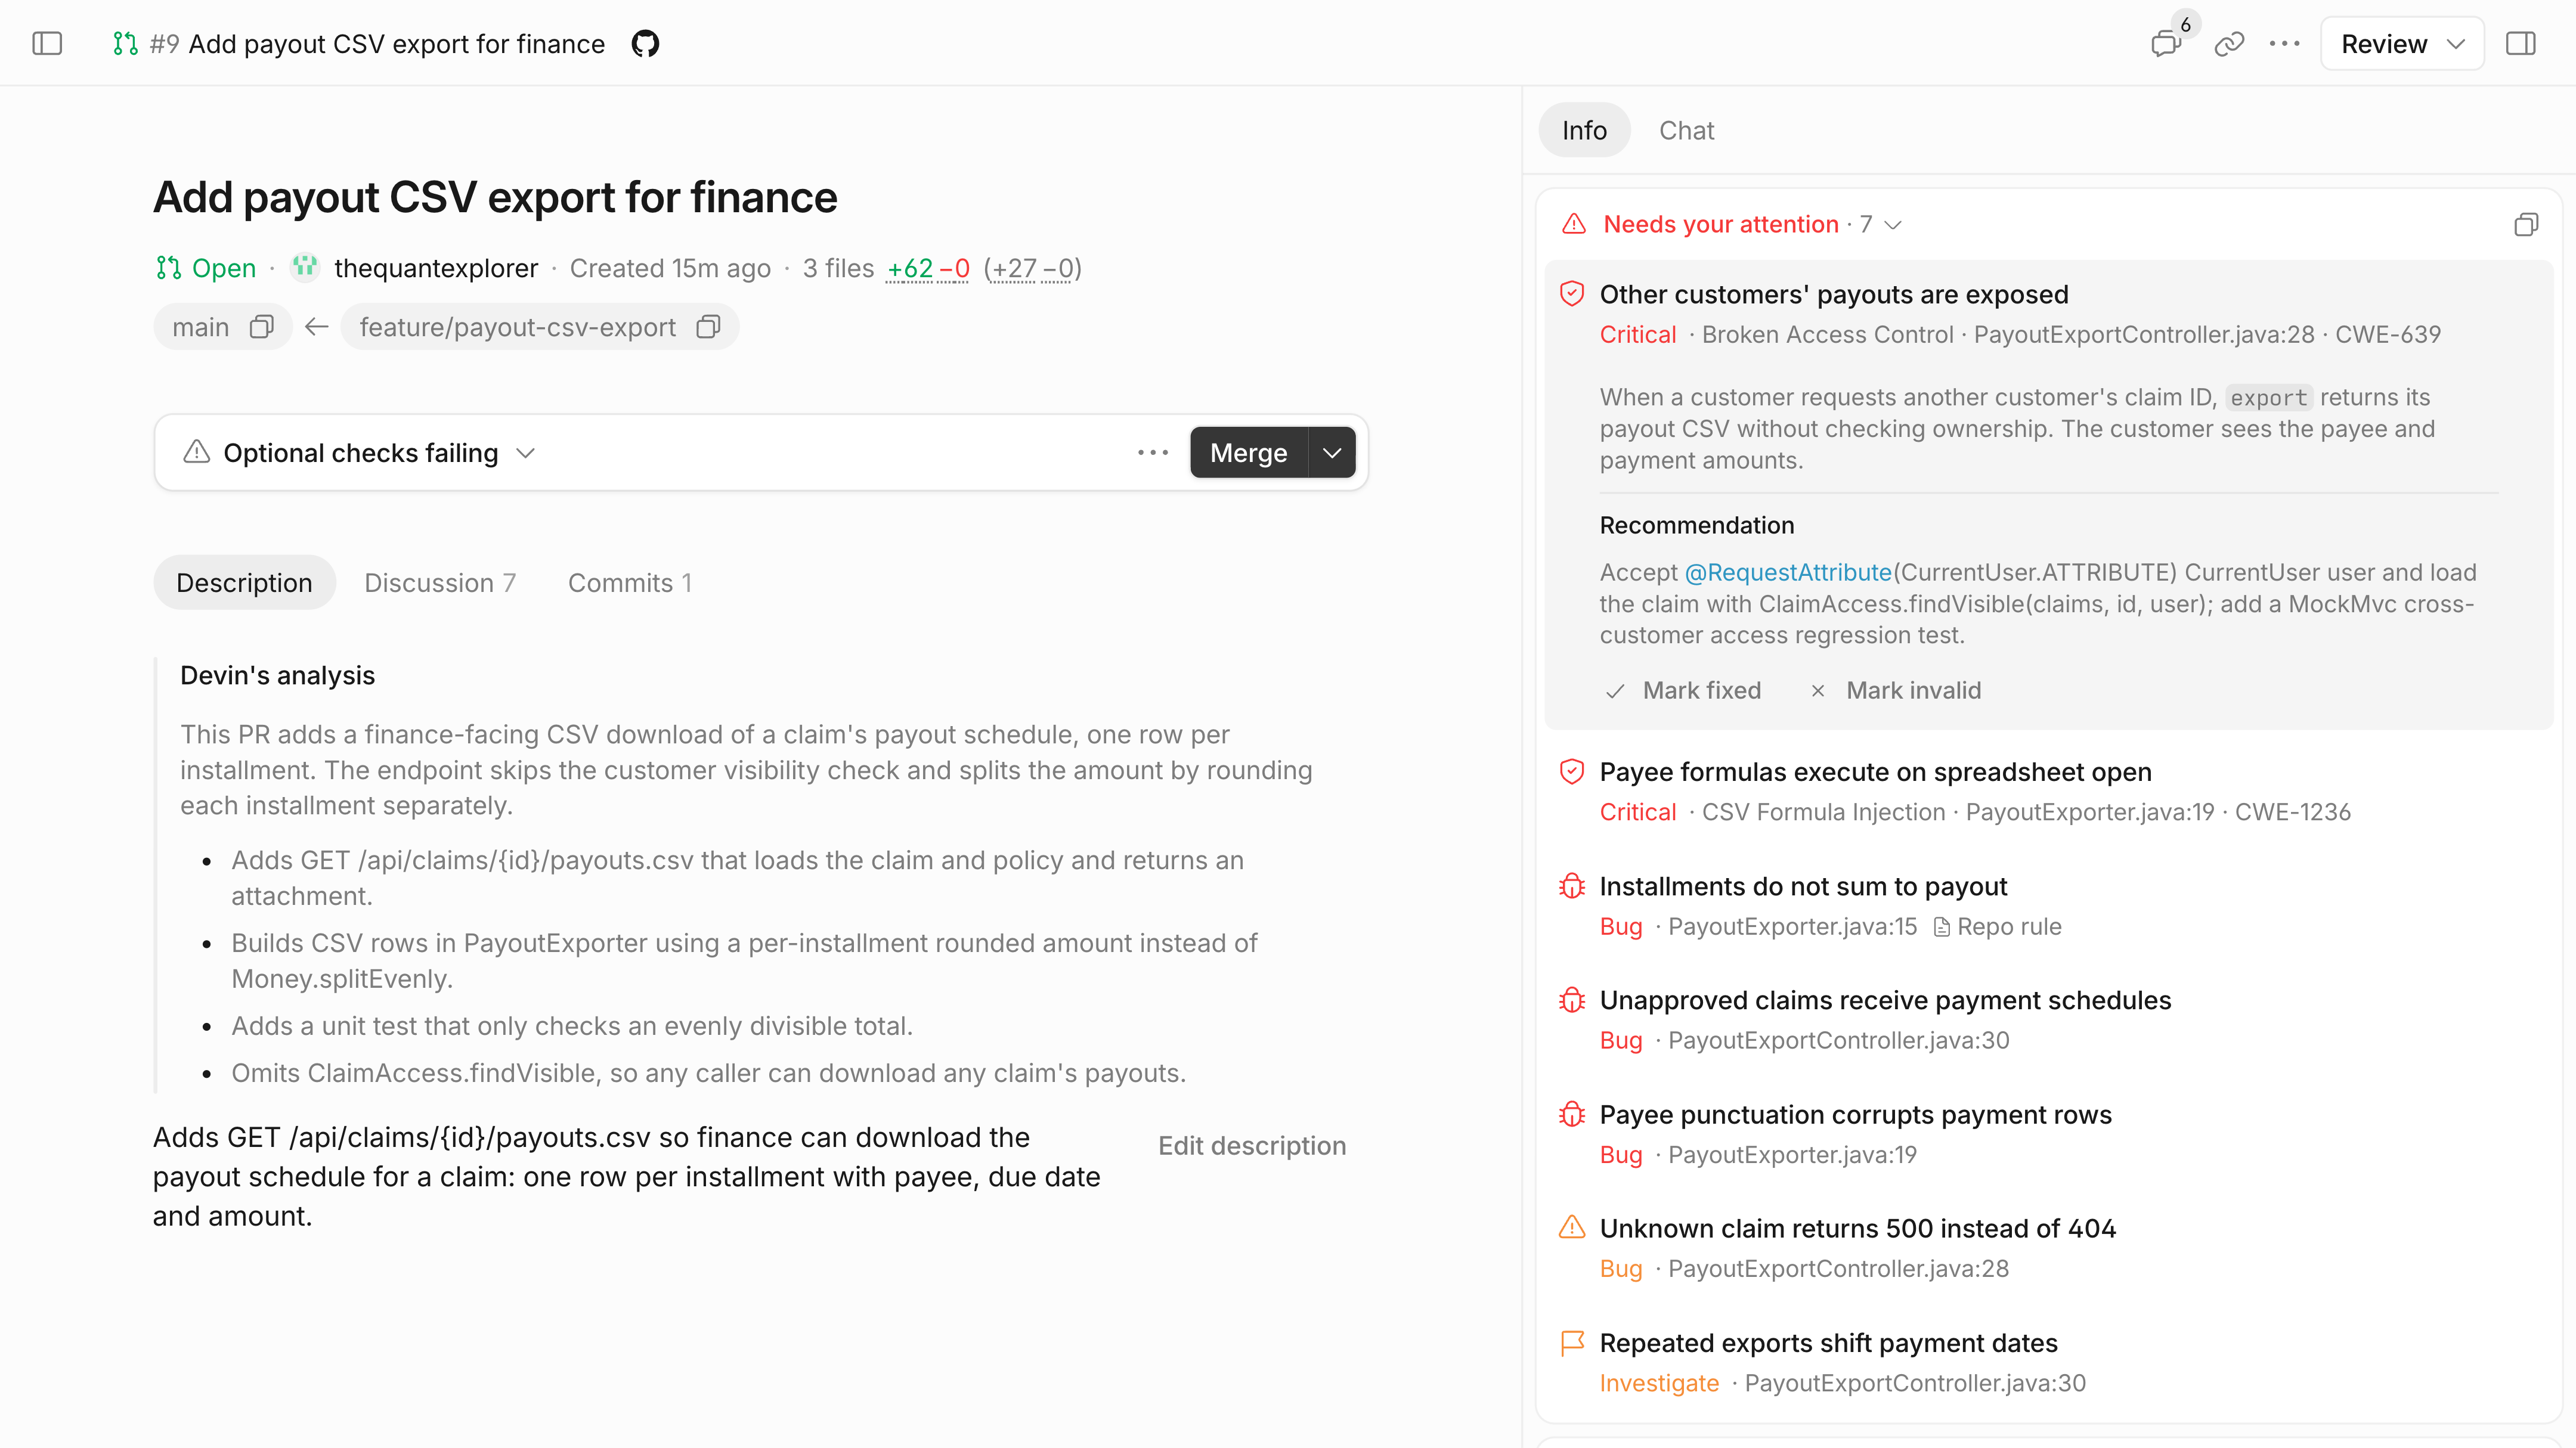 #9 Add payout CSV export for finance
6
Review
Add payout CSV export for finance
Open · thequantexplorer · Created 15m ago · 3 files +62 −0 (+27 −0)
main ← feature/payout-csv-export
Optional checks failing
Merge
Description
Discussion 7
Commits 1
Devin's analysis
This PR adds a finance-facing CSV download of a claim's payout schedule, one row per
installment. The endpoint skips the customer visibility check and splits the amount by rounding
each installment separately.
• Adds GET /api/claims/{id}/payouts.csv that loads the claim and policy and returns an
attachment.
• Builds CSV rows in PayoutExporter using a per-installment rounded amount instead of
Money.splitEvenly.
• Adds a unit test that only checks an evenly divisible total.
• Omits ClaimAccess.findVisible, so any caller can download any claim's payouts.
Adds GET /api/claims/{id}/payouts.csv so finance can download the
payout schedule for a claim: one row per installment with payee, due date
and amount.
Edit description
Info
Chat
Needs your attention · 7
Other customers' payouts are exposed
Critical · Broken Access Control · PayoutExportController.java:28 · CWE-639
When a customer requests another customer's claim ID, export returns its
payout CSV without checking ownership. The customer sees the payee and
payment amounts.
Recommendation
Accept @RequestAttribute(CurrentUser.ATTRIBUTE) CurrentUser user and load
the claim with ClaimAccess.findVisible(claims, id, user); add a MockMvc cross-
customer access regression test.
Mark fixed
Mark invalid
Payee formulas execute on spreadsheet open
Critical · CSV Formula Injection · PayoutExporter.java:19 · CWE-1236
Installments do not sum to payout
Bug · PayoutExporter.java:15 Repo rule
Unapproved claims receive payment schedules
Bug · PayoutExportController.java:30
Payee punctuation corrupts payment rows
Bug · PayoutExporter.java:19
Unknown claim returns 500 instead of 404
Bug · PayoutExportController.java:28
Repeated exports shift payment dates
Investigate · PayoutExportController.java:30